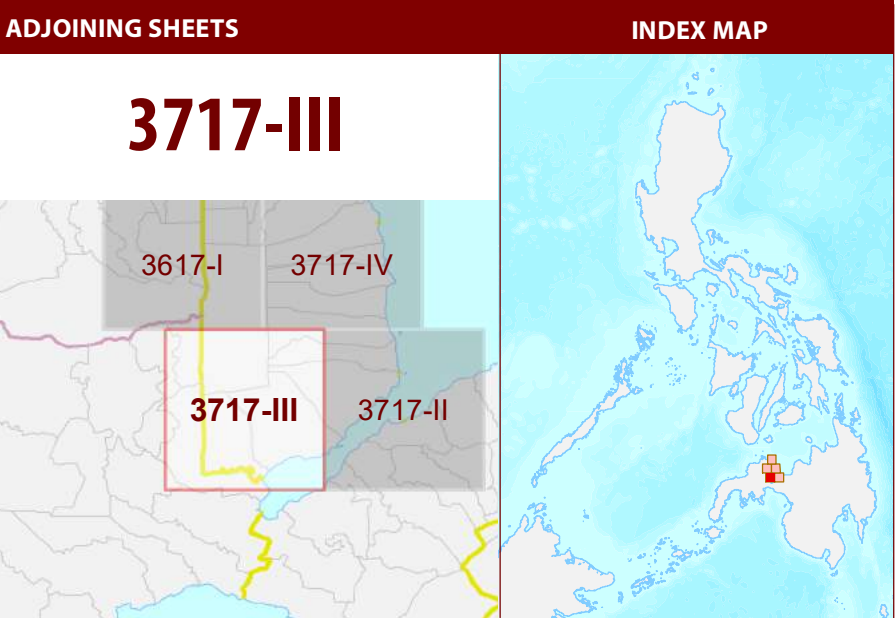 ADJOINING SHEETS
INDEX MAP
3717-III
3617-I
3717-IV
3717-III
3717-II